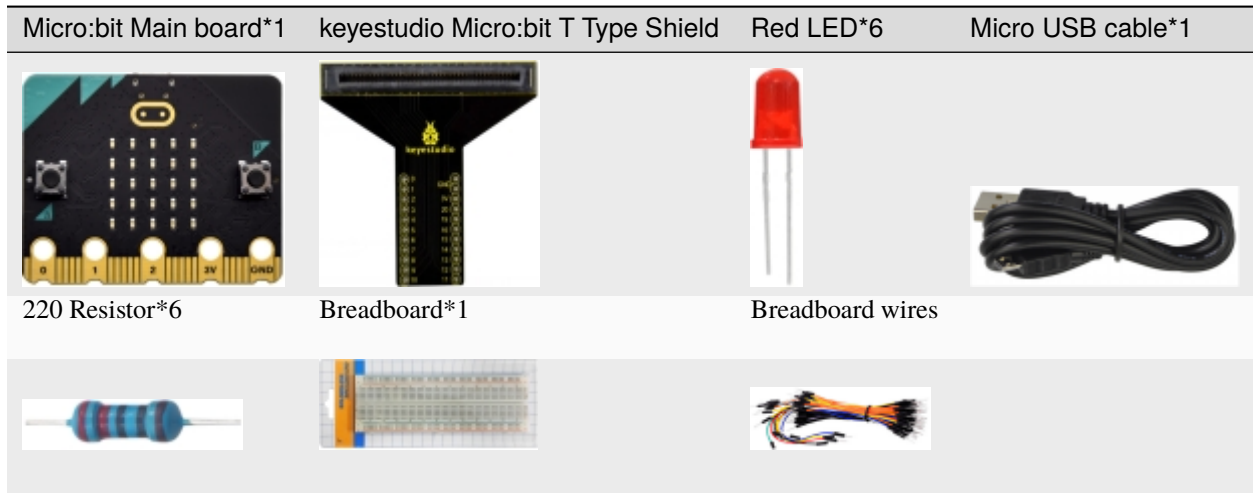 Micro:bit Main board*1 keyestudio Micro:bit T Type Shield Red LED*6 Micro USB cable*1
keyestudio
0 1 2 3V GND
220 Resistor*6 Breadboard*1 Breadboard wires